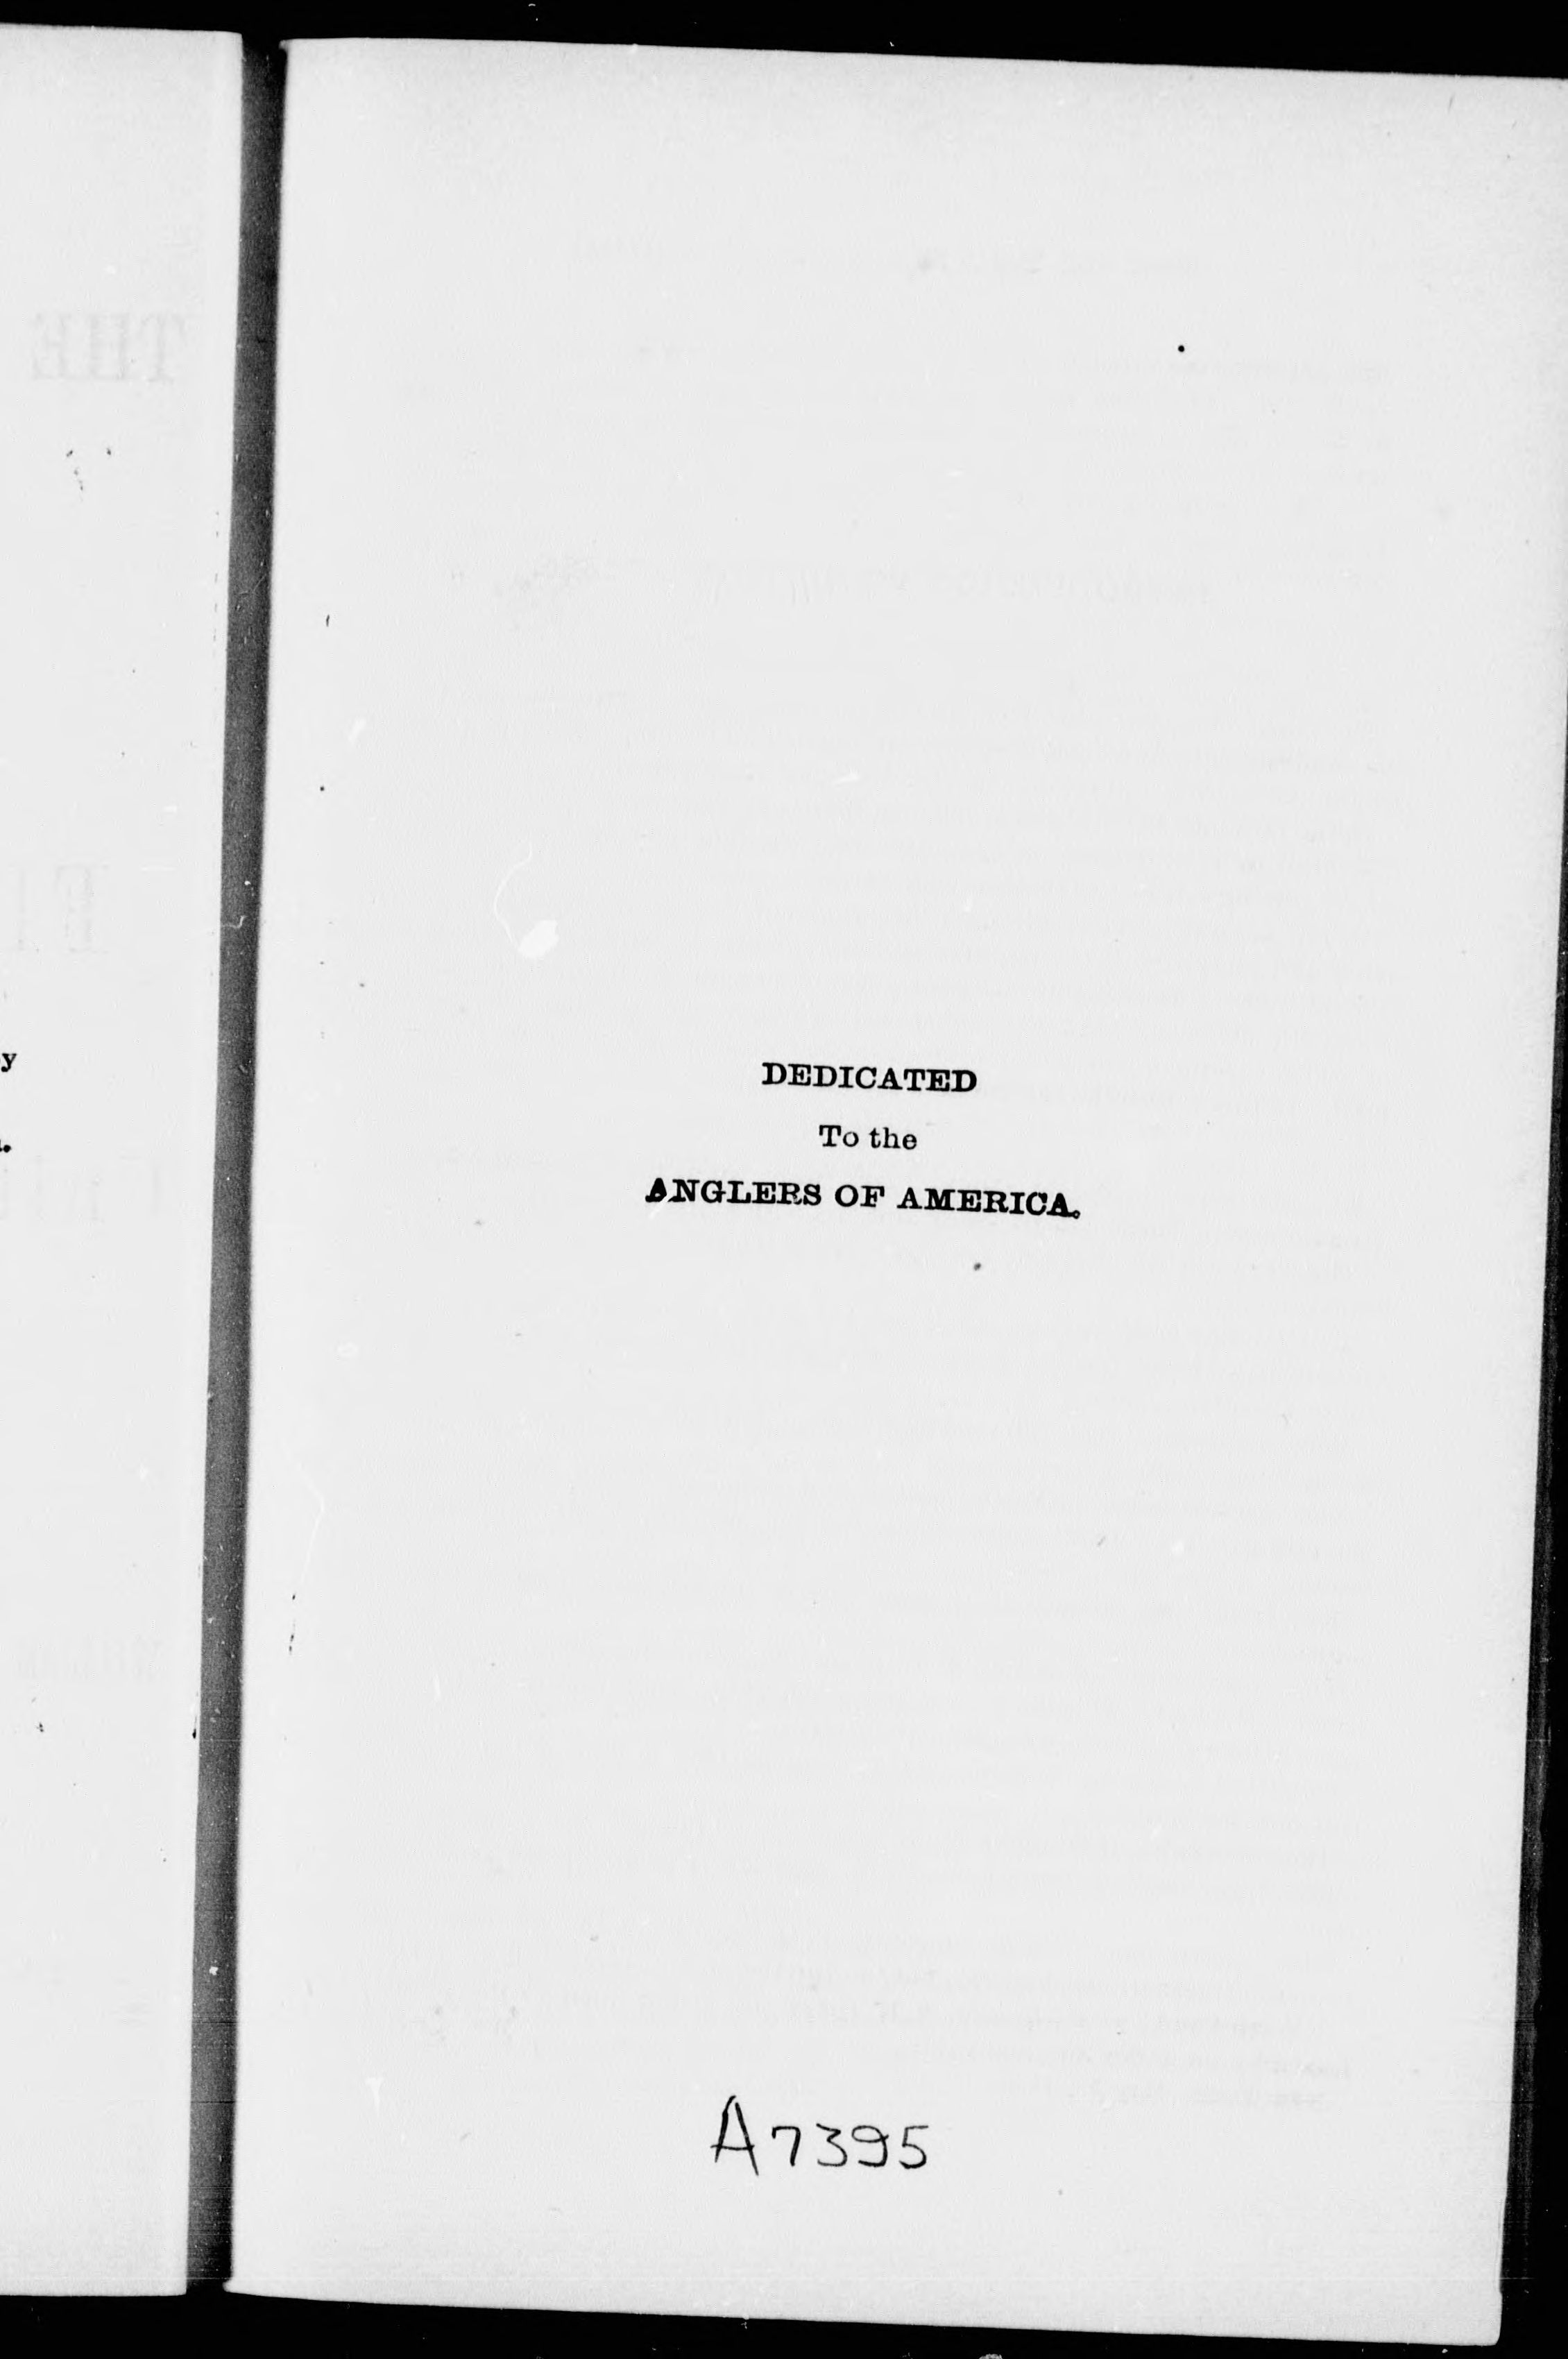 DEDICATED
To the
ANGLERS OF AMERICA.
A7395